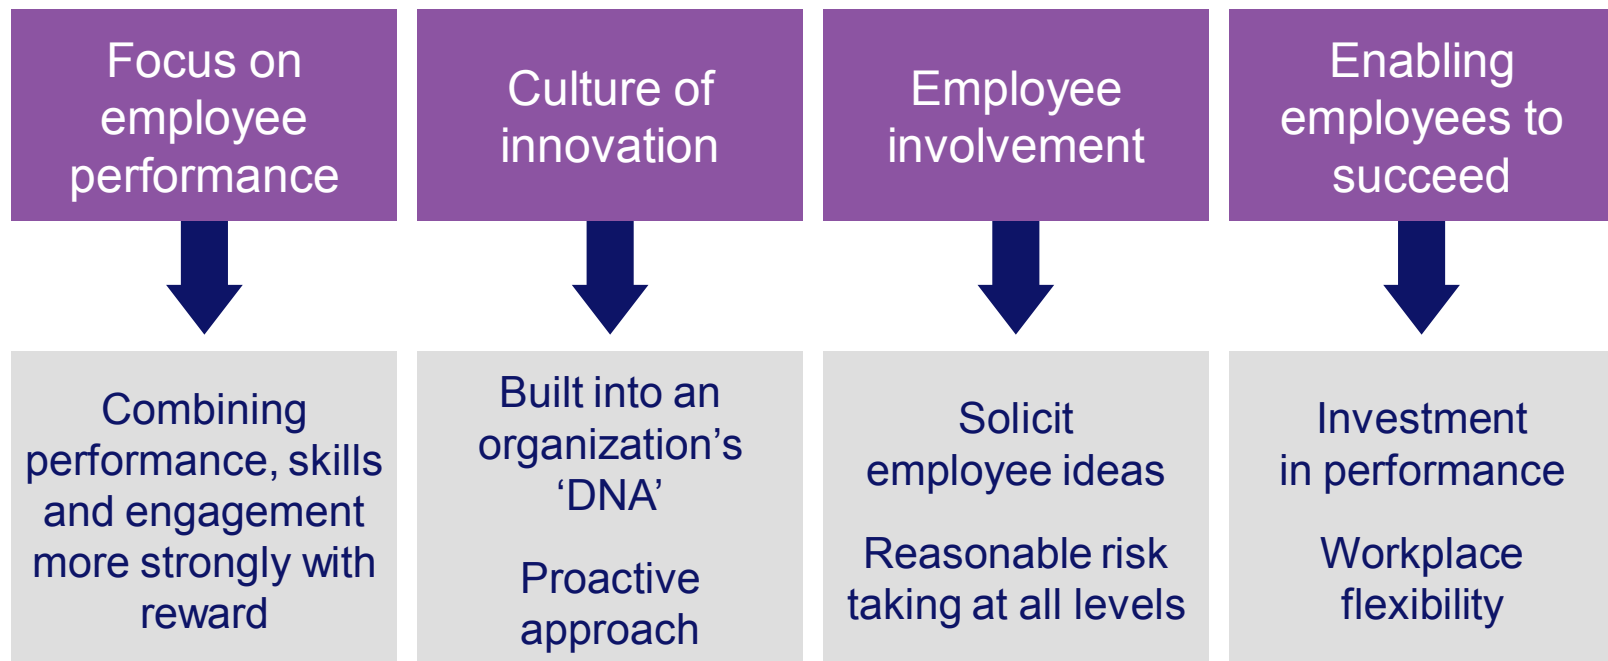 Focus on
employee
performance
Culture of
innovation
Employee
involvement
Enabling
employees to
succeed
Combining
performance, skills
and engagement
more strongly with
reward
Built into an
organization’s
‘DNA’
Proactive
approach
Solicit
employee ideas
Reasonable risk
taking at all levels
Investment
in performance
Workplace
flexibility